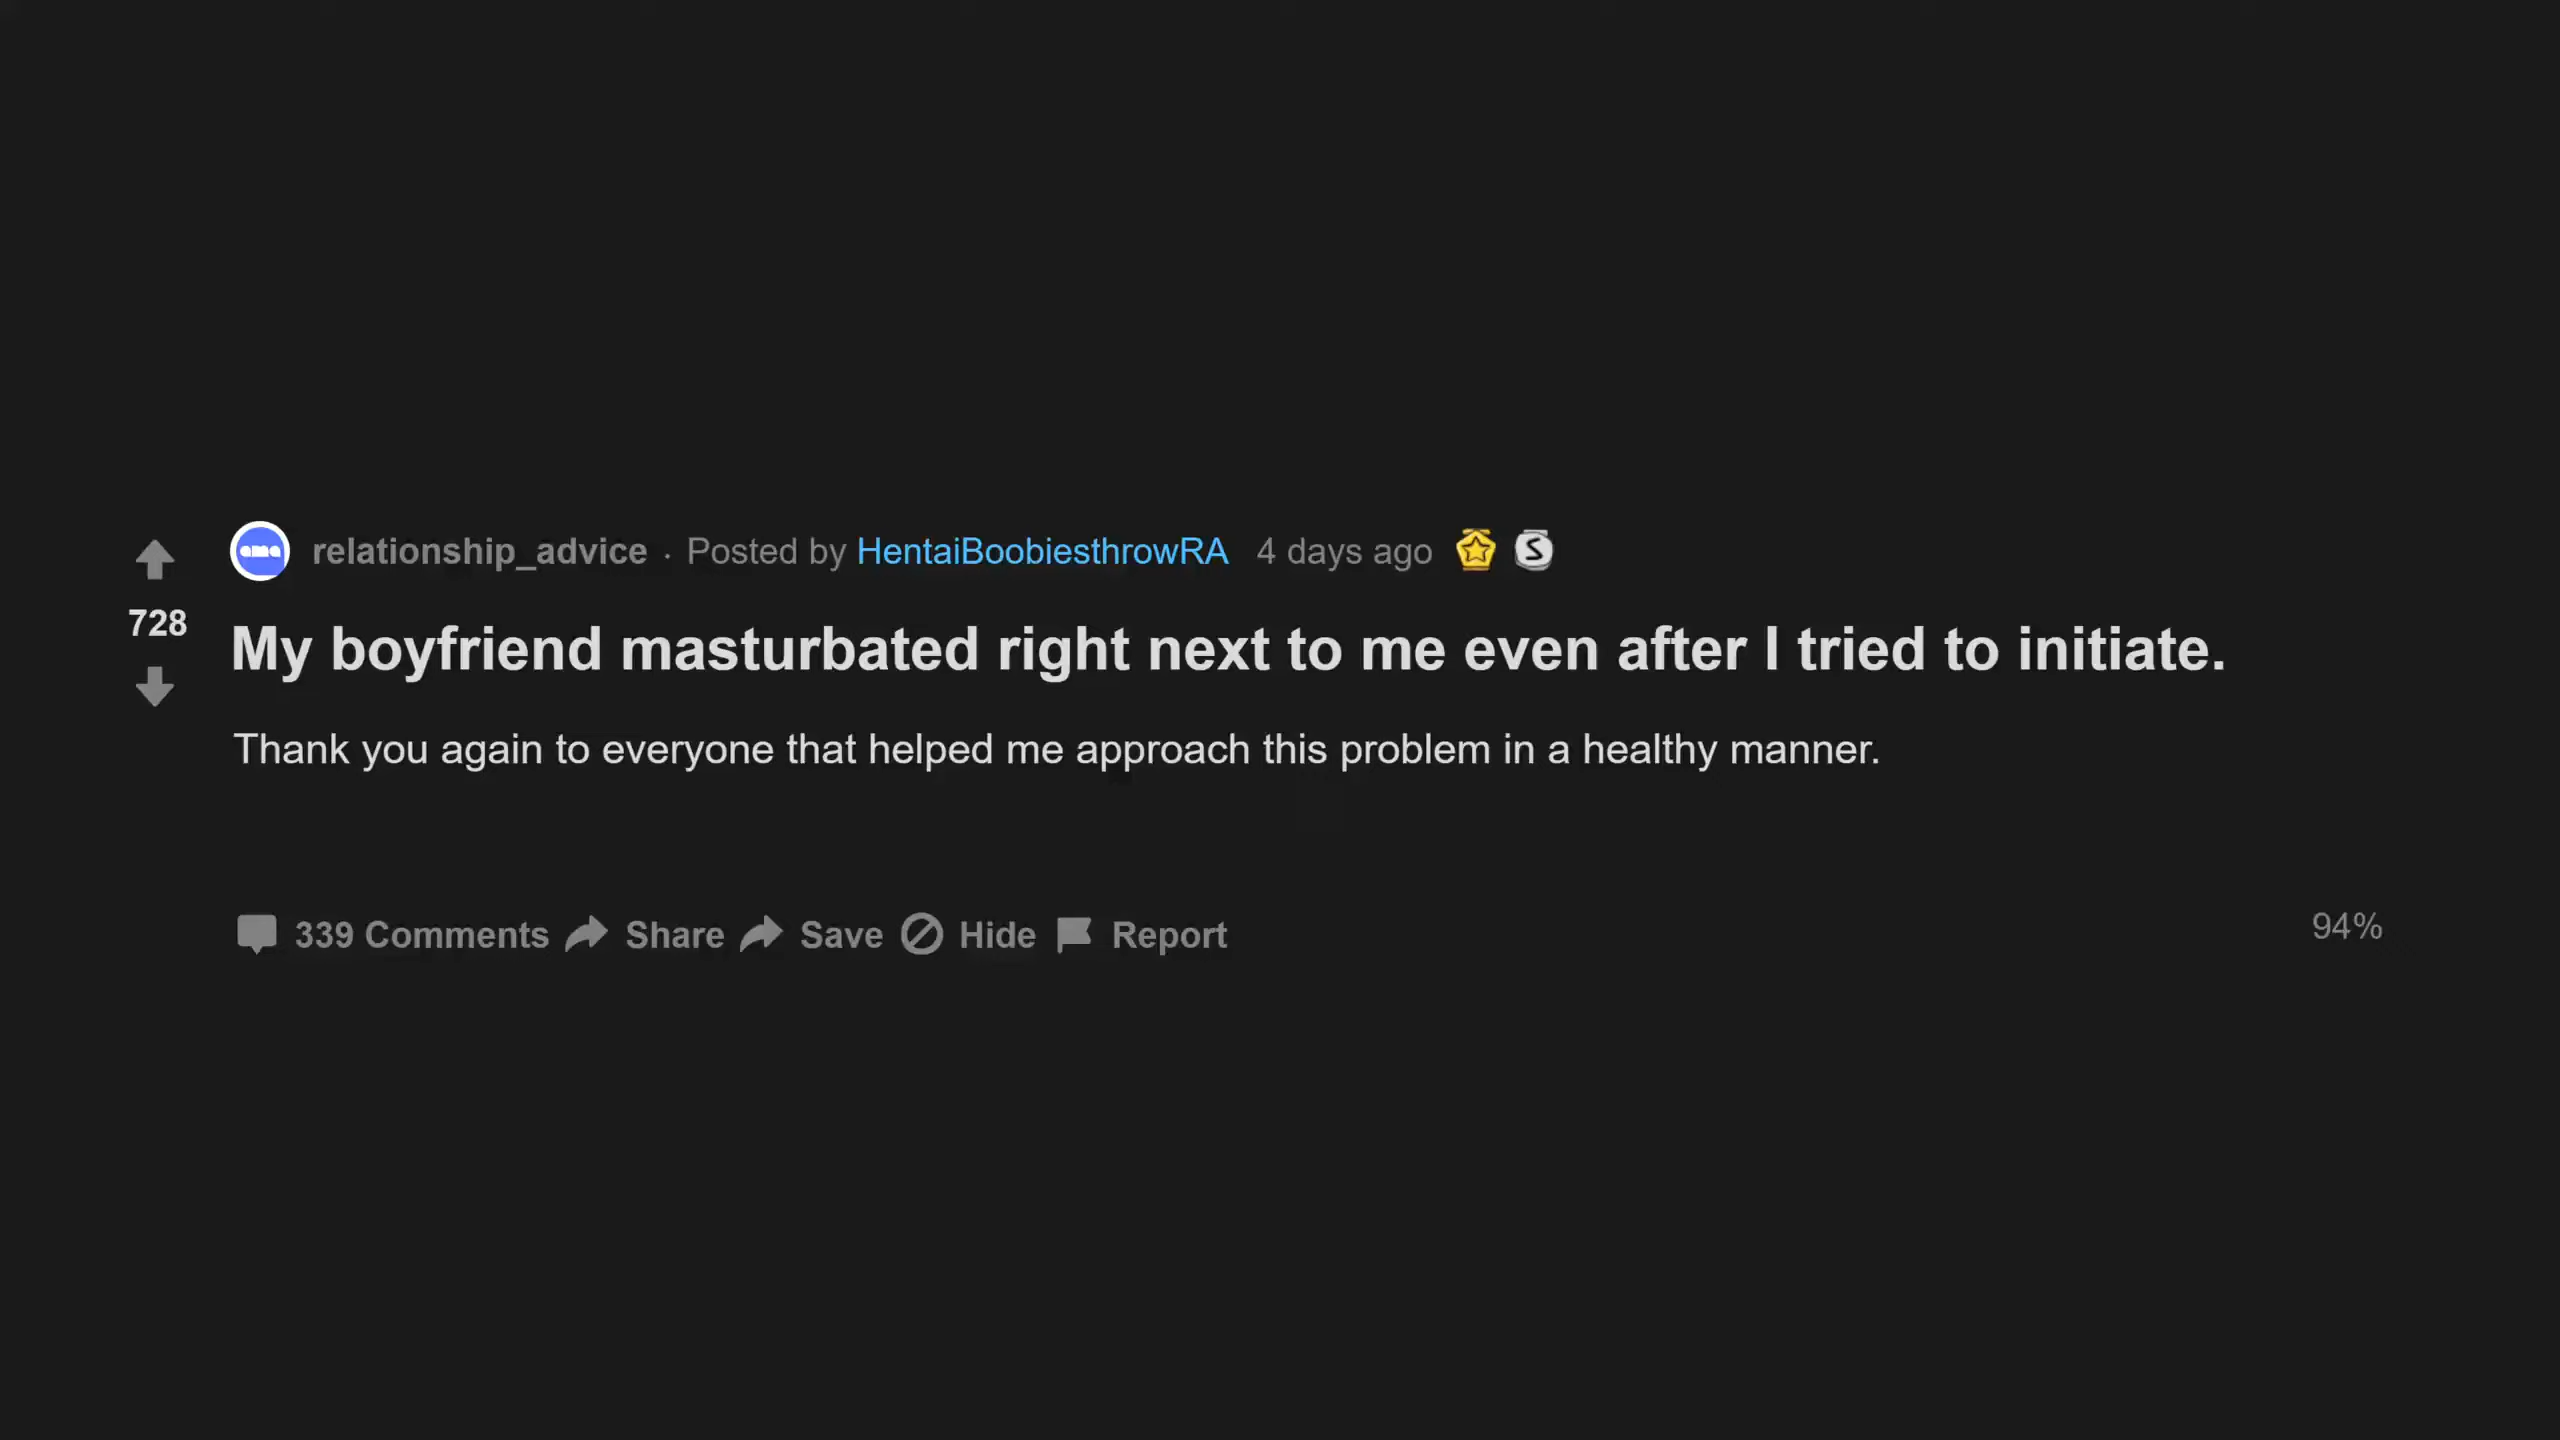 relationship_advice · Posted by HentaiBoobiesthrowRA 4 days ago
728
My boyfriend masturbated right next to me even after I tried to initiate.
Thank you again to everyone that helped me approach this problem in a healthy manner.
339 Comments Share Save Hide Report
94%